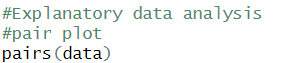 #Explanatory data analysis
#pair plot
pairs(data)